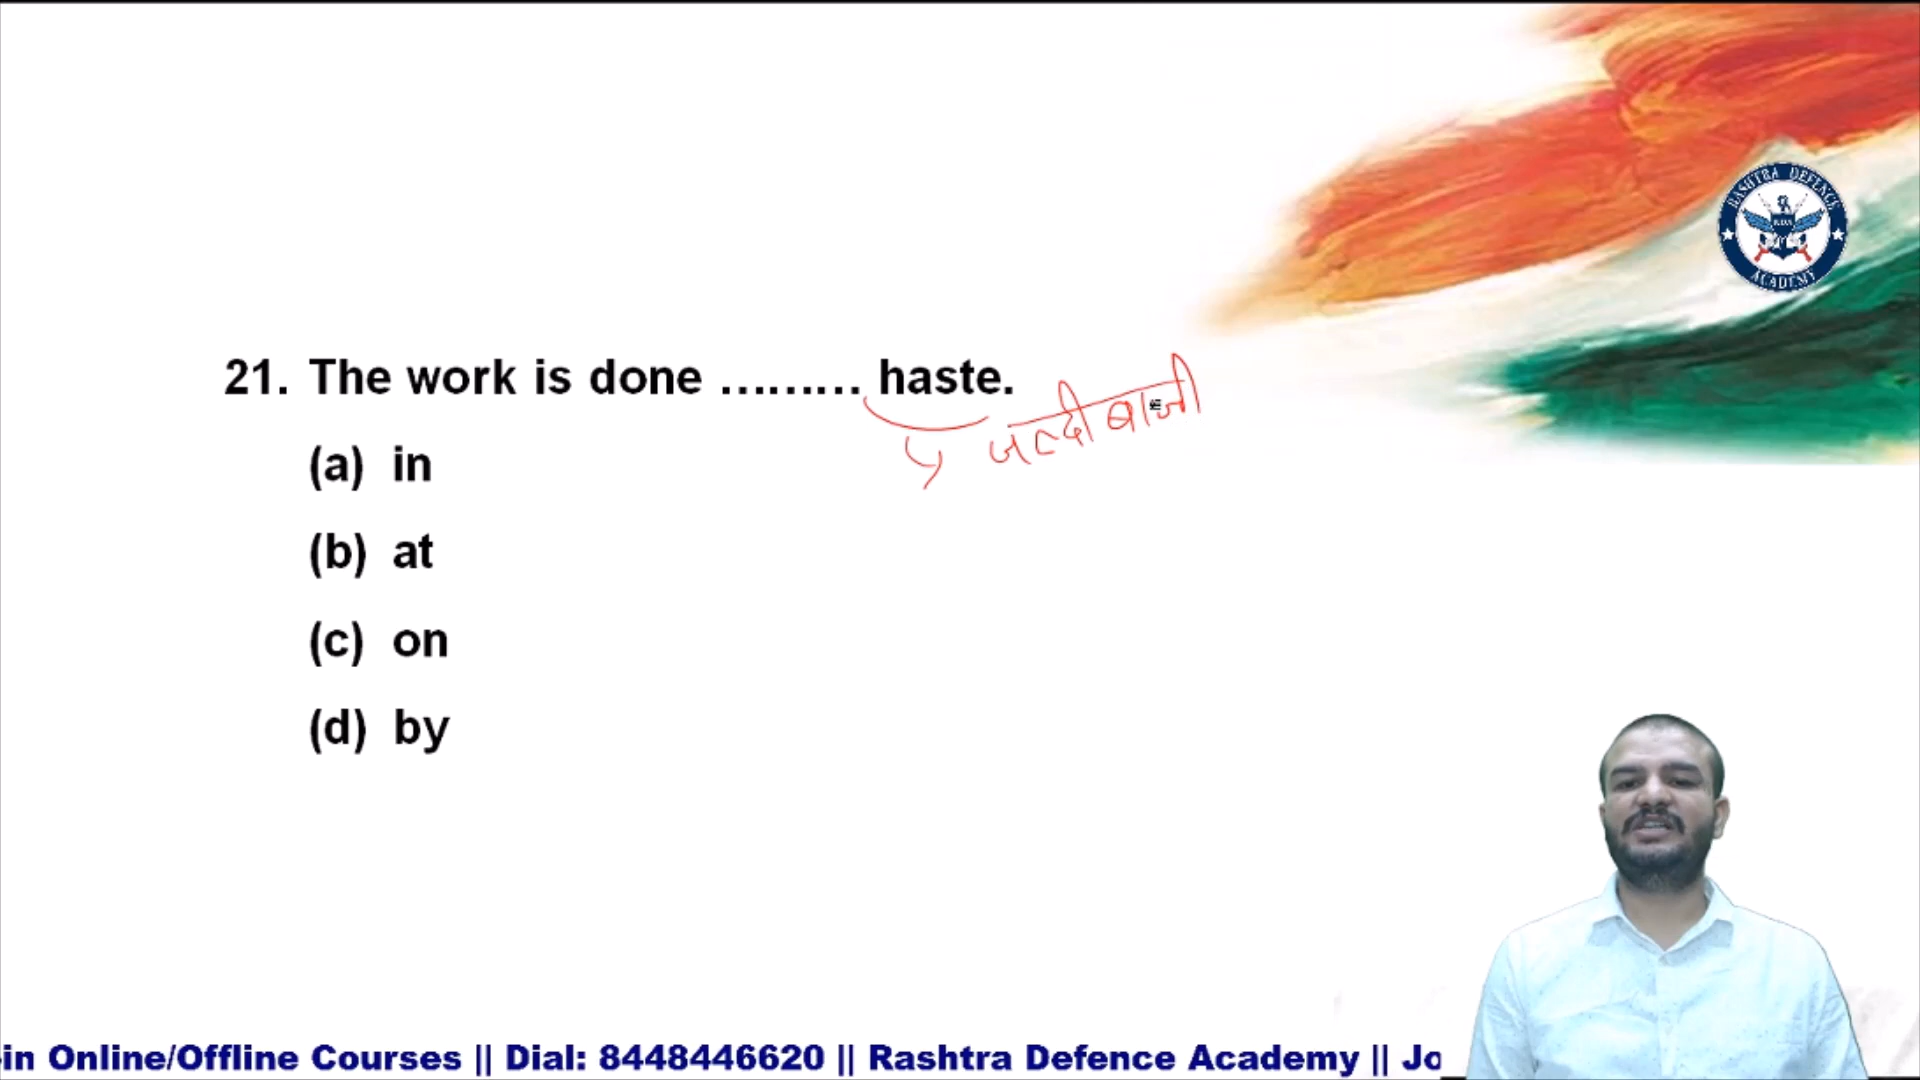 RASHTRA DEFENCE
ACADEMY
21. The work is done ......... haste.
जल्दीबाजी
(a) in
(b) at
(c) on
(d) by
in Online/Offline Courses || Dial: 8448446620 || Rashtra Defence Academy || Jo